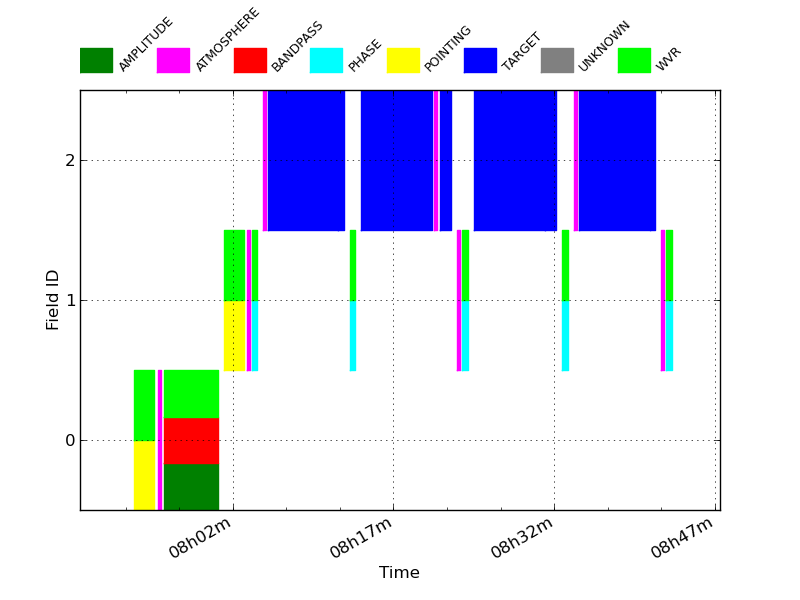 AMPLITUDE
ATMOSPHERE
BANDPASS
PHASE
POINTING
TARGET
UNKNOWN
WVR
2
1
0
Field ID
08h02m
08h17m
08h32m
08h47m
Time